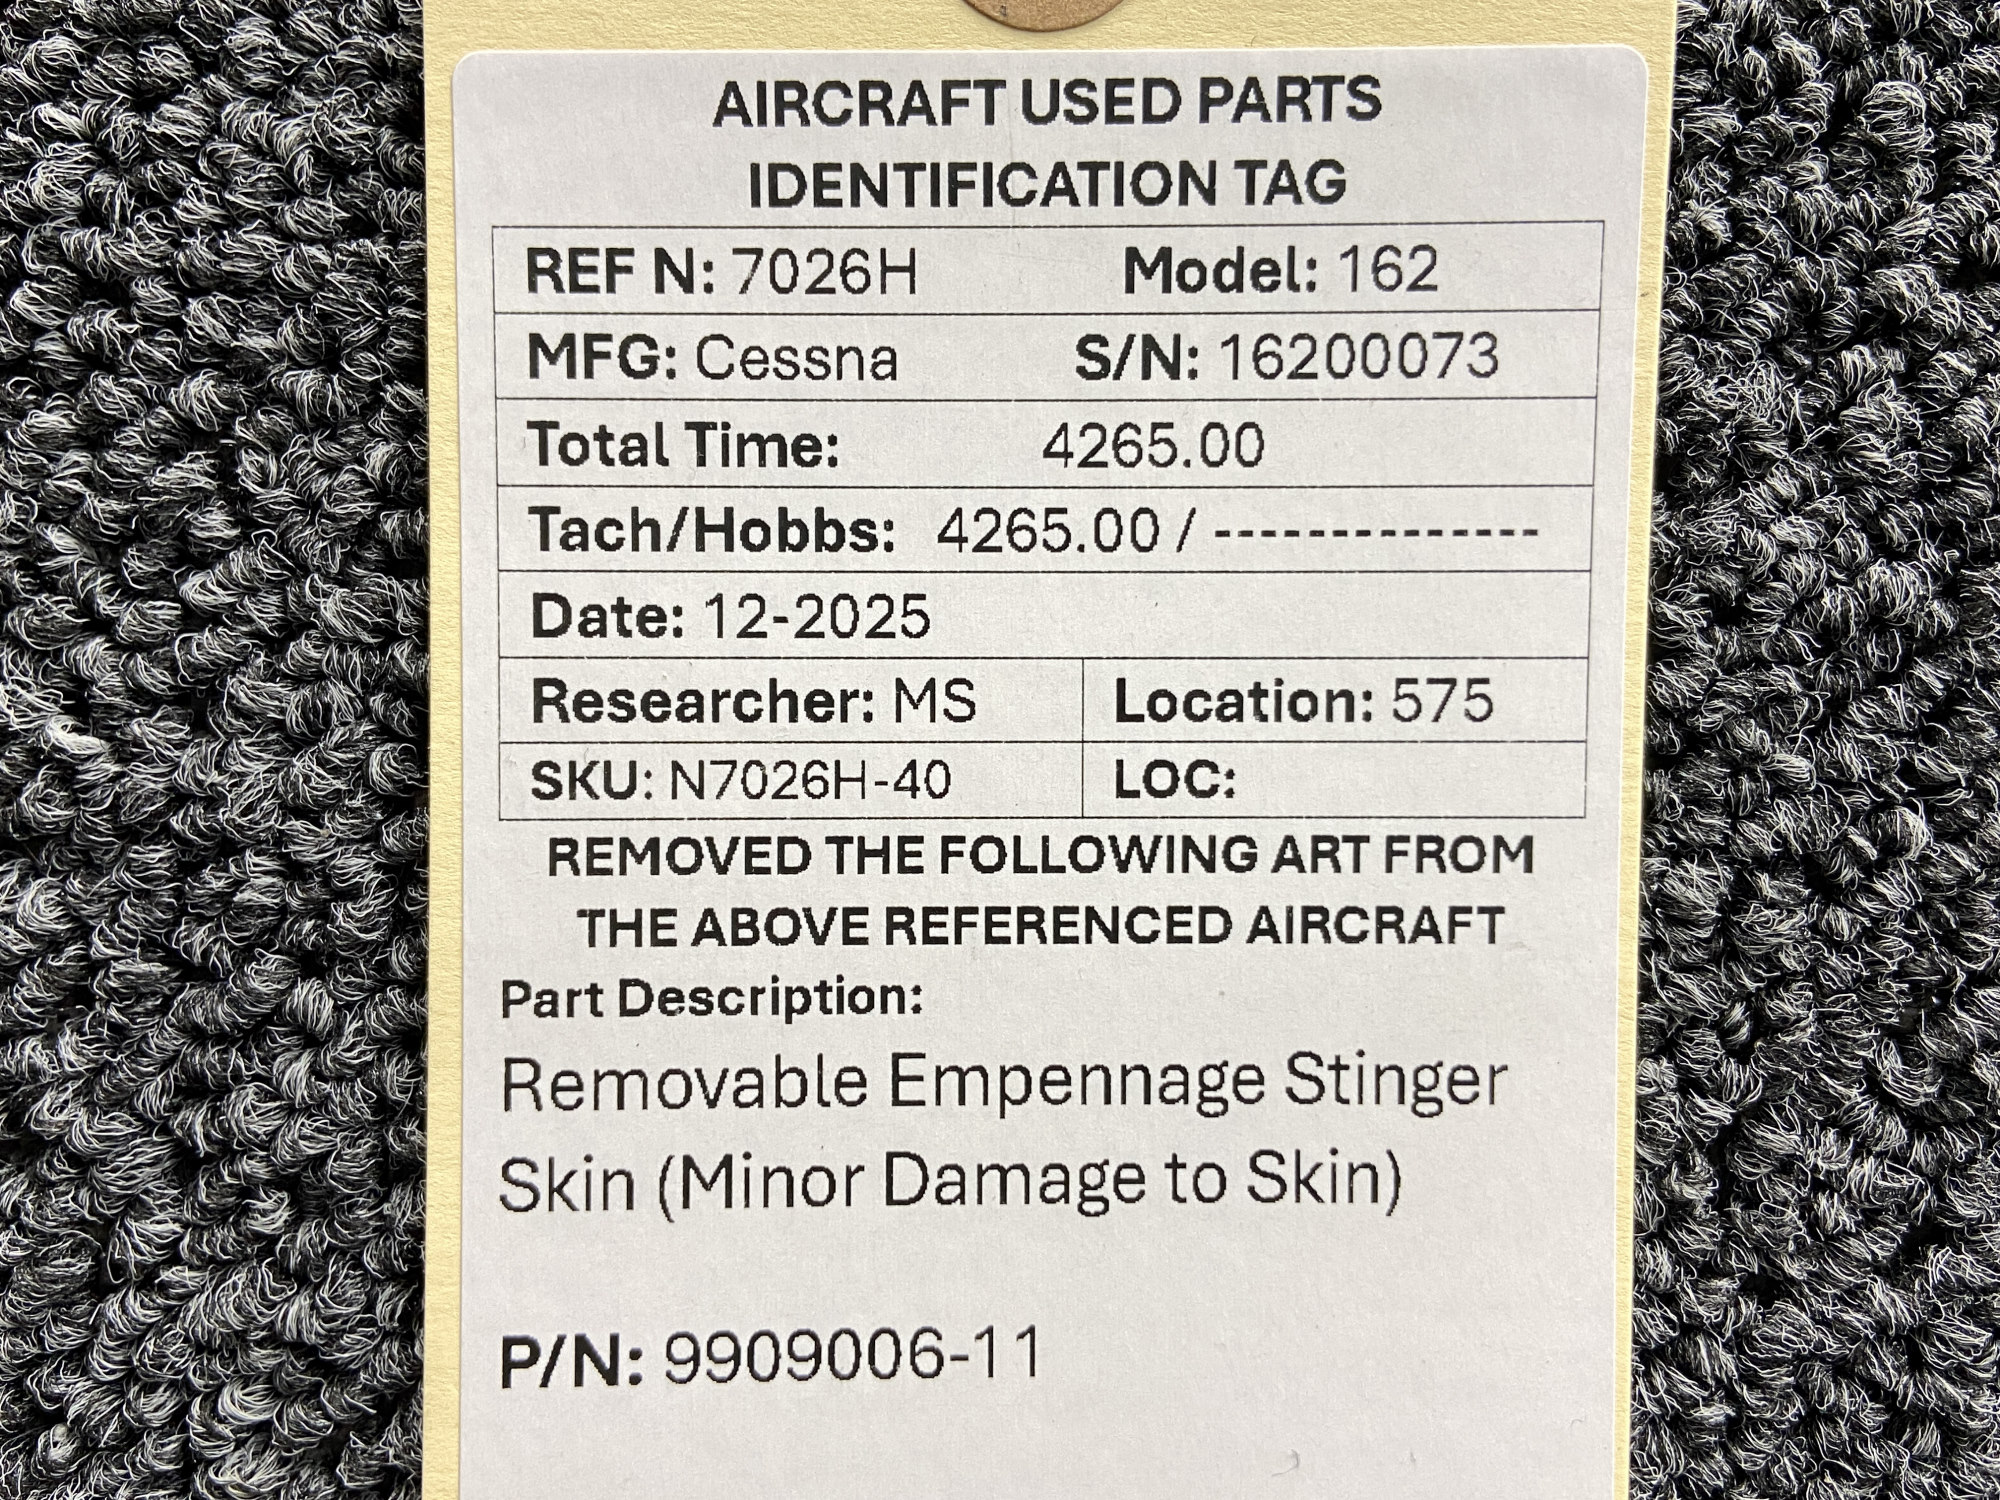 AIRCRAFT USED PARTS
IDENTIFICATION TAG
REF N: 7026H Model: 162
MFG: Cessna S/N: 16200073
Total Time: 4265.00
Tach/Hobbs: 4265.00 / --------------
Date: 12-2025
Researcher: MS Location: 575
SKU: N7026H-40 LOC:
REMOVED THE FOLLOWING ART FROM
THE ABOVE REFERENCED AIRCRAFT
Part Description:
Removable Empennage Stinger
Skin (Minor Damage to Skin)
P/N: 9909006-11